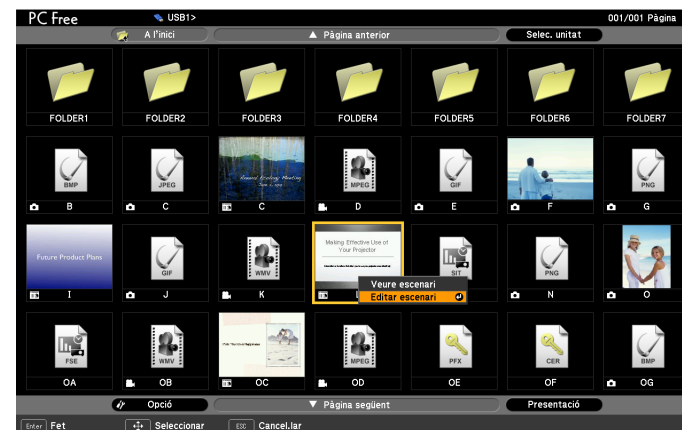 PC Free USB1> 001/001 Pàgina
A l'inici Pàgina anterior Selec. unitat
FOLDER1 FOLDER2 FOLDER3 FOLDER4 FOLDER5 FOLDER6 FOLDER7
BMP JPEG Annual Ecology Meeting MPEG GIF PNG
B C C D E F G
Future Product Plans GIF WMV Making Effective Use of SIT PNG
Your Projector
Veure escenari
I J K L Editar escenari N O
FSE WMV MPEG PFX CER BMP
OA OB OC OD OE OF OG
Opció Pàgina següent Presentació
Enter Fet Seleccionar ESC Cancel.lar